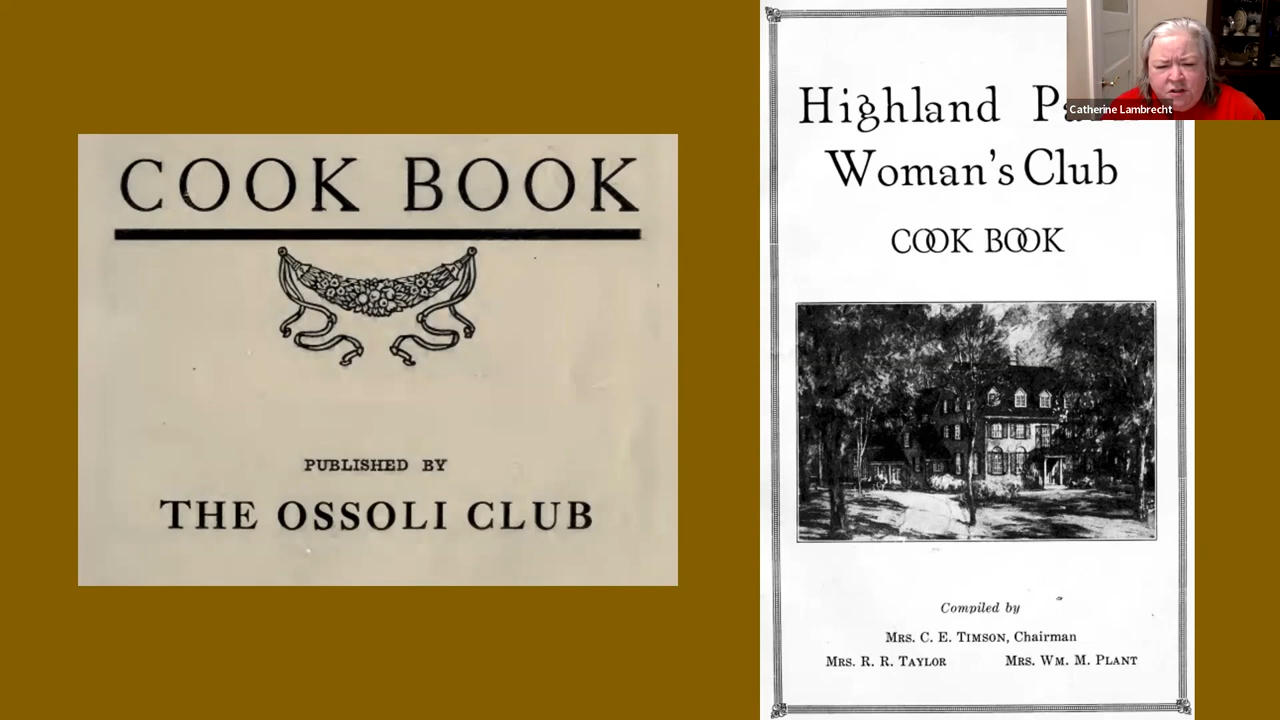 COOK BOOK
PUBLISHED BY
THE OSSOLI CLUB
Highland
Woman's Club
COOK BOOK
Compiled by
Mrs. C. E. Timson, Chairman
Mrs. R. R. Taylor Mrs. Wm. M. Plant
Catherine Lambrecht